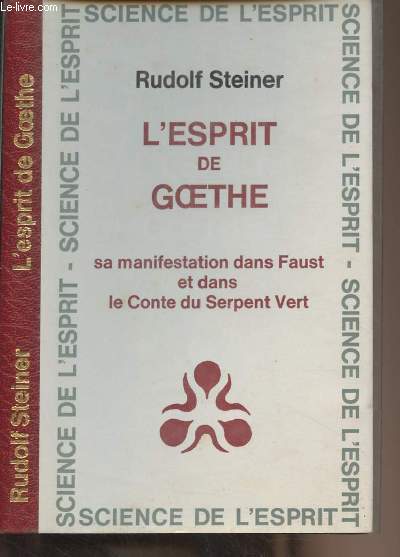 Le-livre.com
SCIENCE DE L'ESPRIT
SCIENCE DE L'ESPRIT - SCIENCE DE L'ESPRIT
Rudolf Steiner
L'ESPRIT
DE
GŒTHE
sa manifestation dans Faust
et dans
le Conte du Serpent Vert
SCIENCE DE L'ESPRIT - SCIENCE DE L'ESPRIT
SCIENCE DE L'ESPRIT
Rudolf Steiner L'esprit de Gœthe